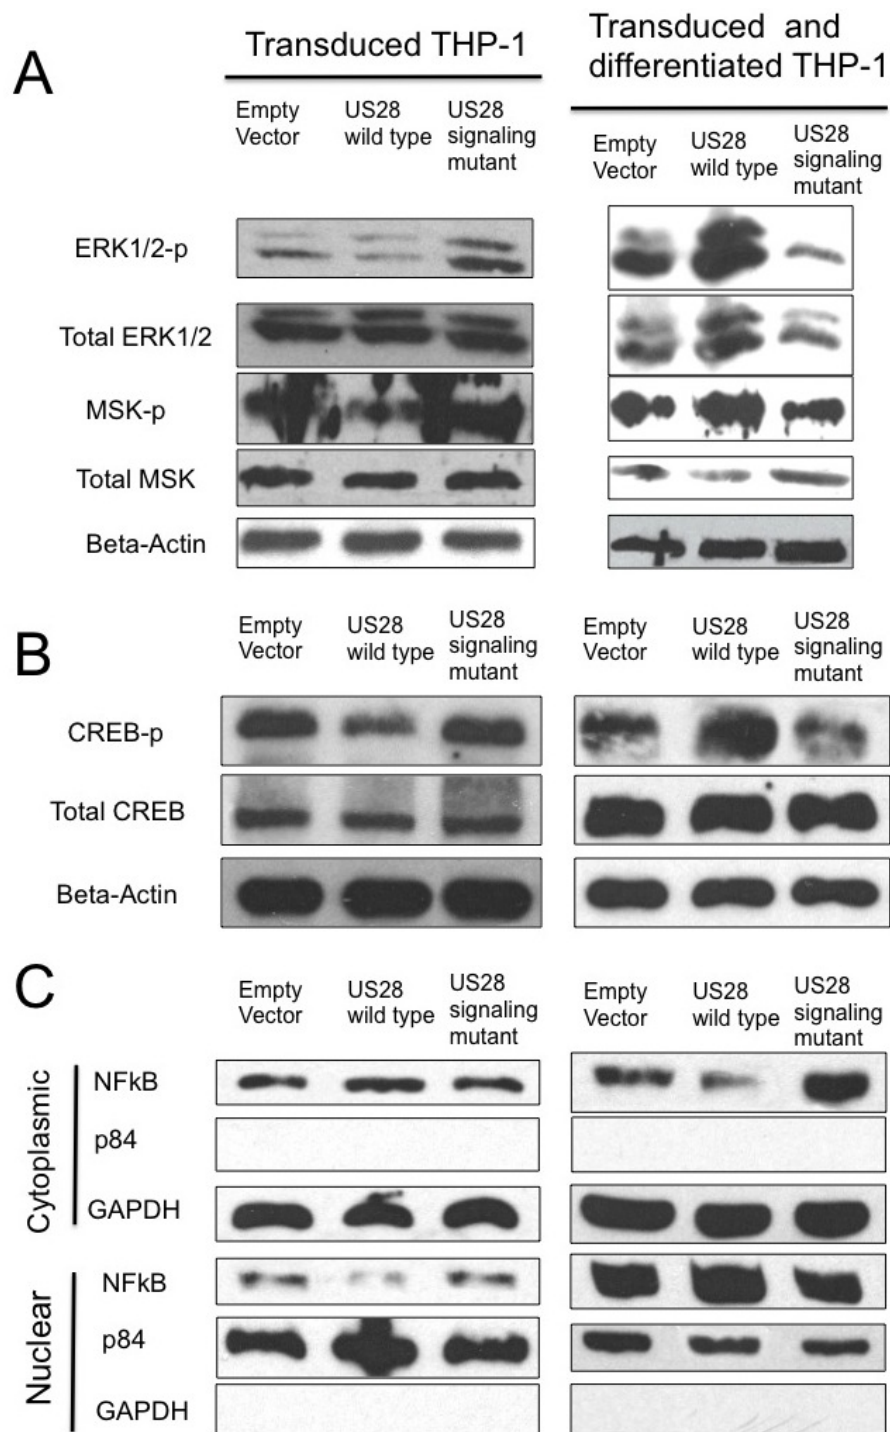 A
Transduced THP-1
Transduced and
differentiated THP-1
Empty
Vector
US28
wild type
US28
signaling
mutant
Empty
Vector
US28
wild type
US28
signaling
mutant
ERK1/2-p
Total ERK1/2
MSK-p
Total MSK
Beta-Actin
B
Empty
Vector
US28
wild type
US28
signaling
mutant
Empty
Vector
US28
wild type
US28
signaling
mutant
CREB-p
Total CREB
Beta-Actin
C
Empty
Vector
US28
wild type
US28
signaling
mutant
Empty
Vector
US28
wild type
US28
signaling
mutant
Cytoplasmic
NFkB
p84
GAPDH
Nuclear
NFkB
p84
GAPDH